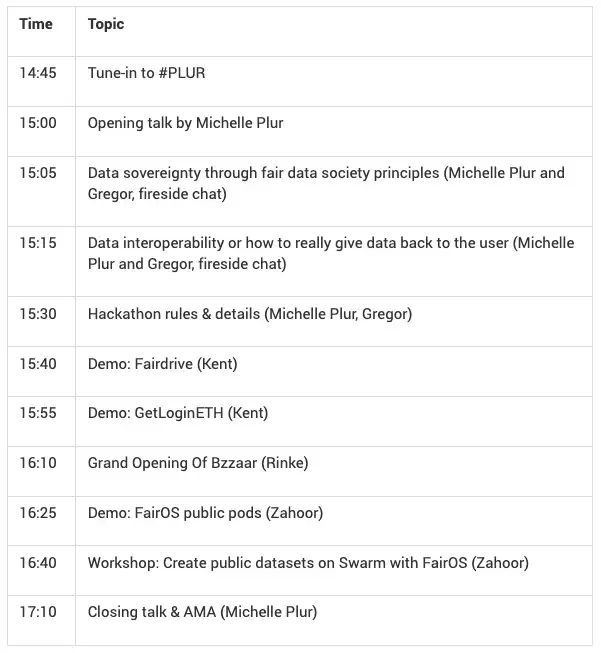 Time Topic
14:45 Tune-in to #PLUR
15:00 Opening talk by Michelle Plur
15:05 Data sovereignty through fair data society principles (Michelle Plur and
Gregor, fireside chat)
15:15 Data interoperability or how to really give data back to the user (Michelle
Plur and Gregor, fireside chat)
15:30 Hackathon rules & details (Michelle Plur, Gregor)
15:40 Demo: Fairdrive (Kent)
15:55 Demo: GetLoginETH (Kent)
16:10 Grand Opening Of Bzzaar (Rinke)
16:25 Demo: FairOS public pods (Zahoor)
16:40 Workshop: Create public datasets on Swarm with FairOS (Zahoor)
17:10 Closing talk & AMA (Michelle Plur)